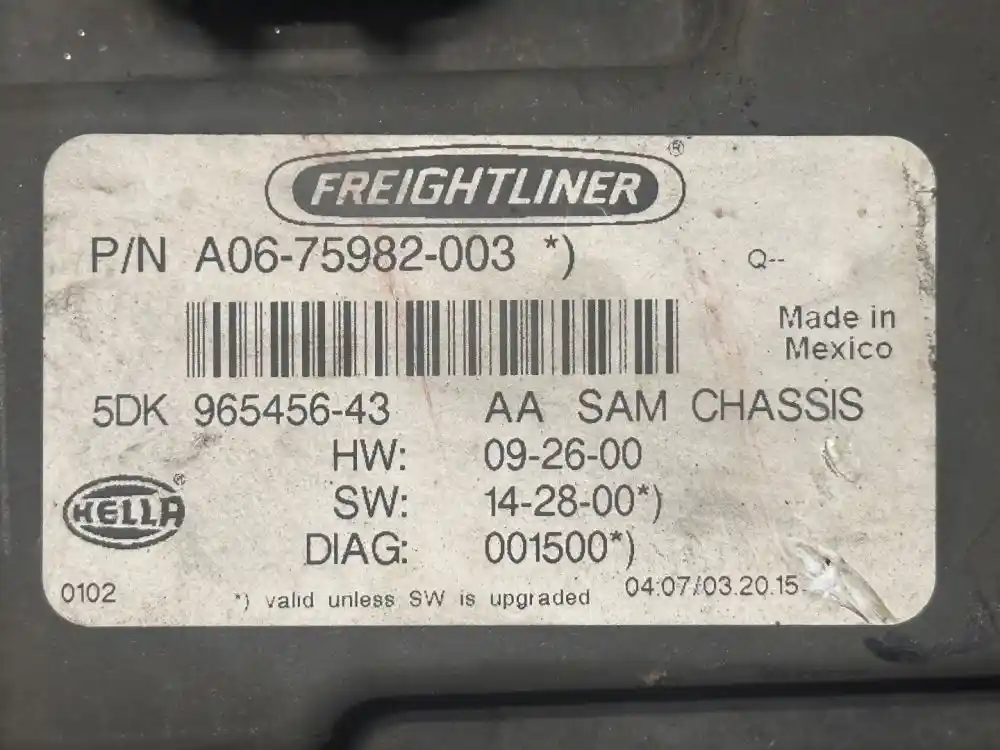 FREIGHTLINER ®
P/N A06-75982-003 *)
Q--
Made in
Mexico
5DK 965456-43 AA SAM CHASSIS
HW: 09-26-00
SW: 14-28-00*)
HELLA ®
DIAG: 001500*)
0102
*) valid unless SW is upgraded
04:07/03.20.15